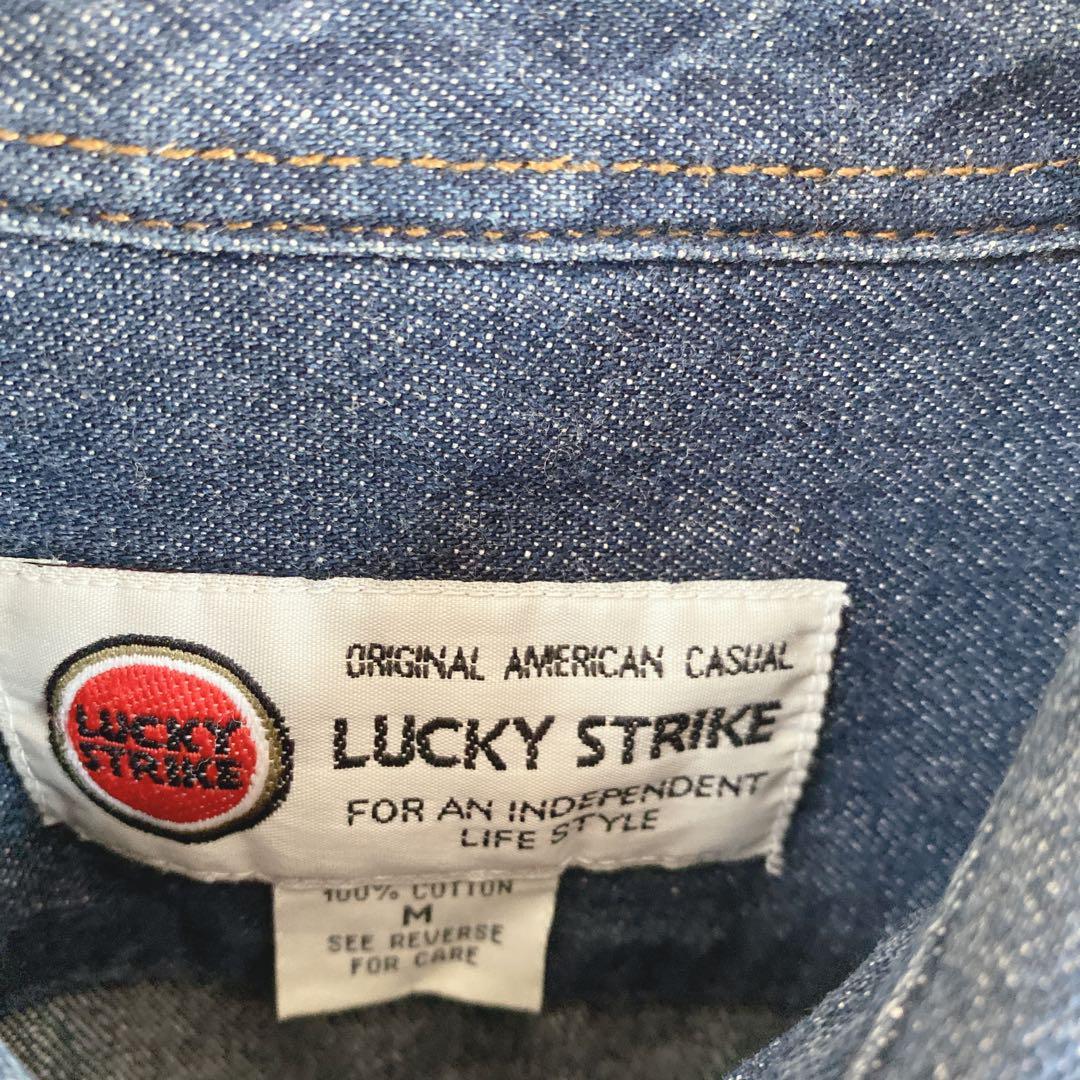 LUCKY
STRIKE
ORIGINAL AMERICAN CASUAL
LUCKY STRIKE
FOR AN INDEPENDENT
LIFE STYLE
100% COTTON
M
SEE REVERSE
FOR CARE